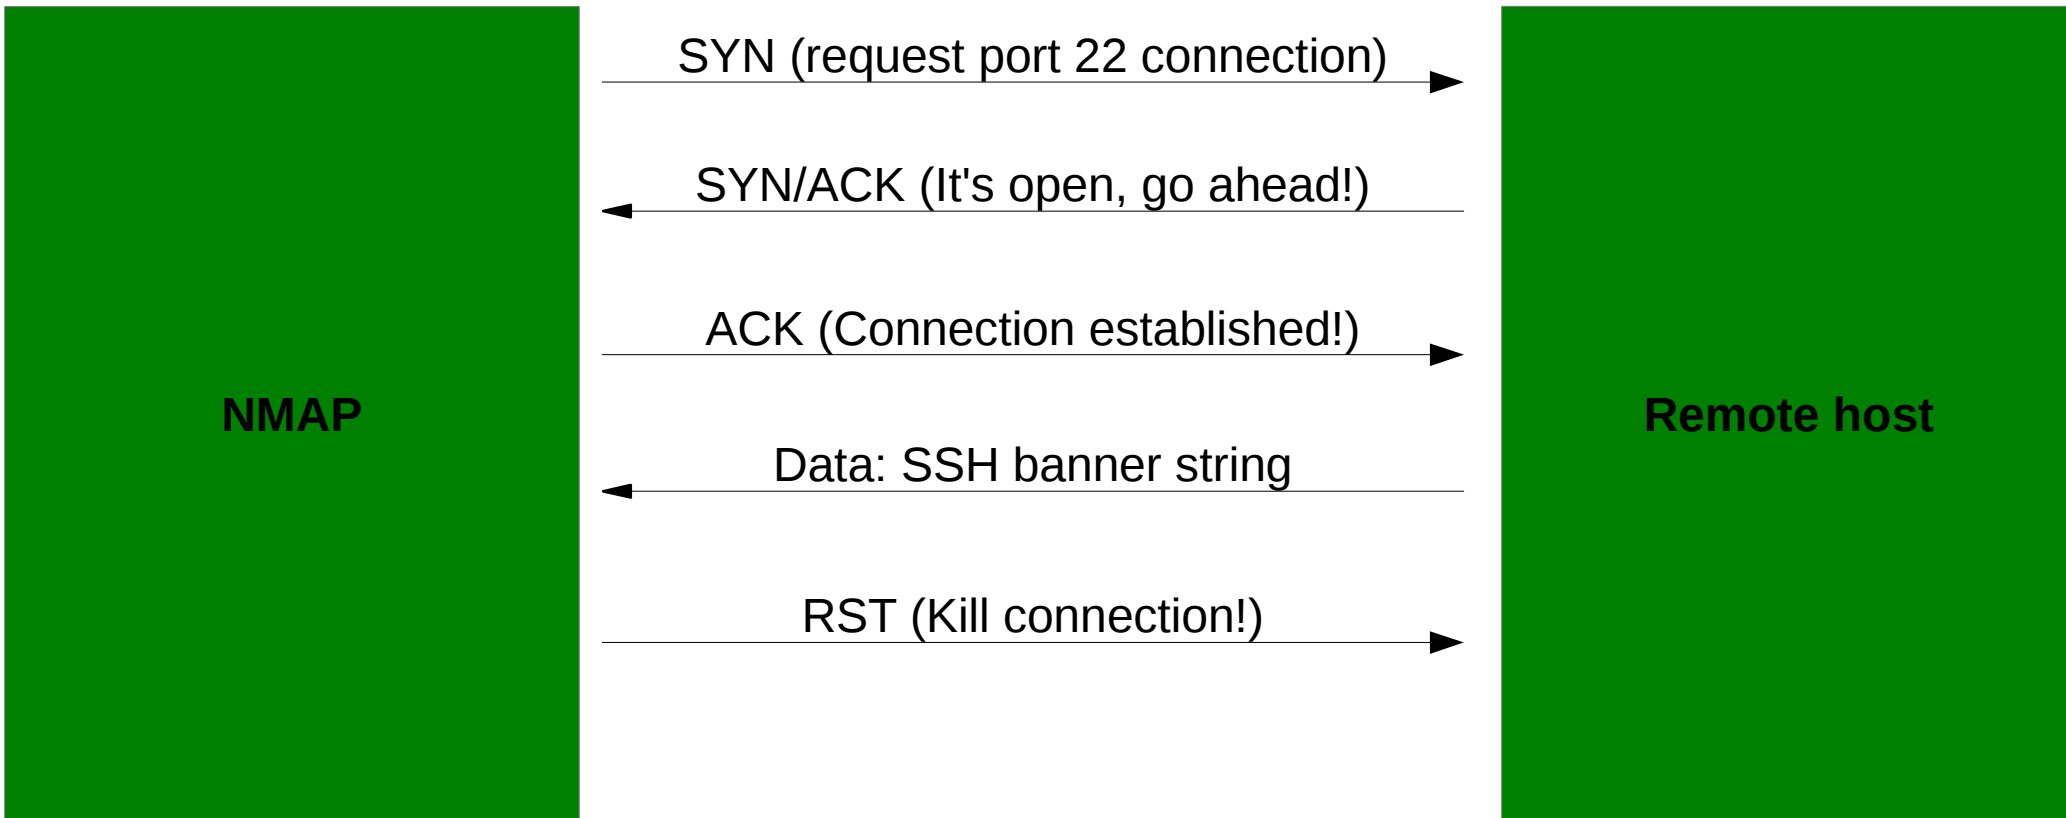 SYN (request port 22 connection)
SYN/ACK (It's open, go ahead!)
ACK (Connection established!)
NMAP
Remote host
Data: SSH banner string
RST (Kill connection!)